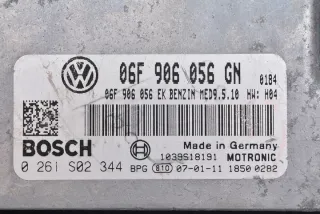 06F 906 056 GN 0184
06F 906 056 EK BENZIN MED9.5.10 HW: H04
BOSCH
Made in Germany
1039S18191 MOTRONIC
0 261 S02 344 BPG 810 07-01-11 1850 0282